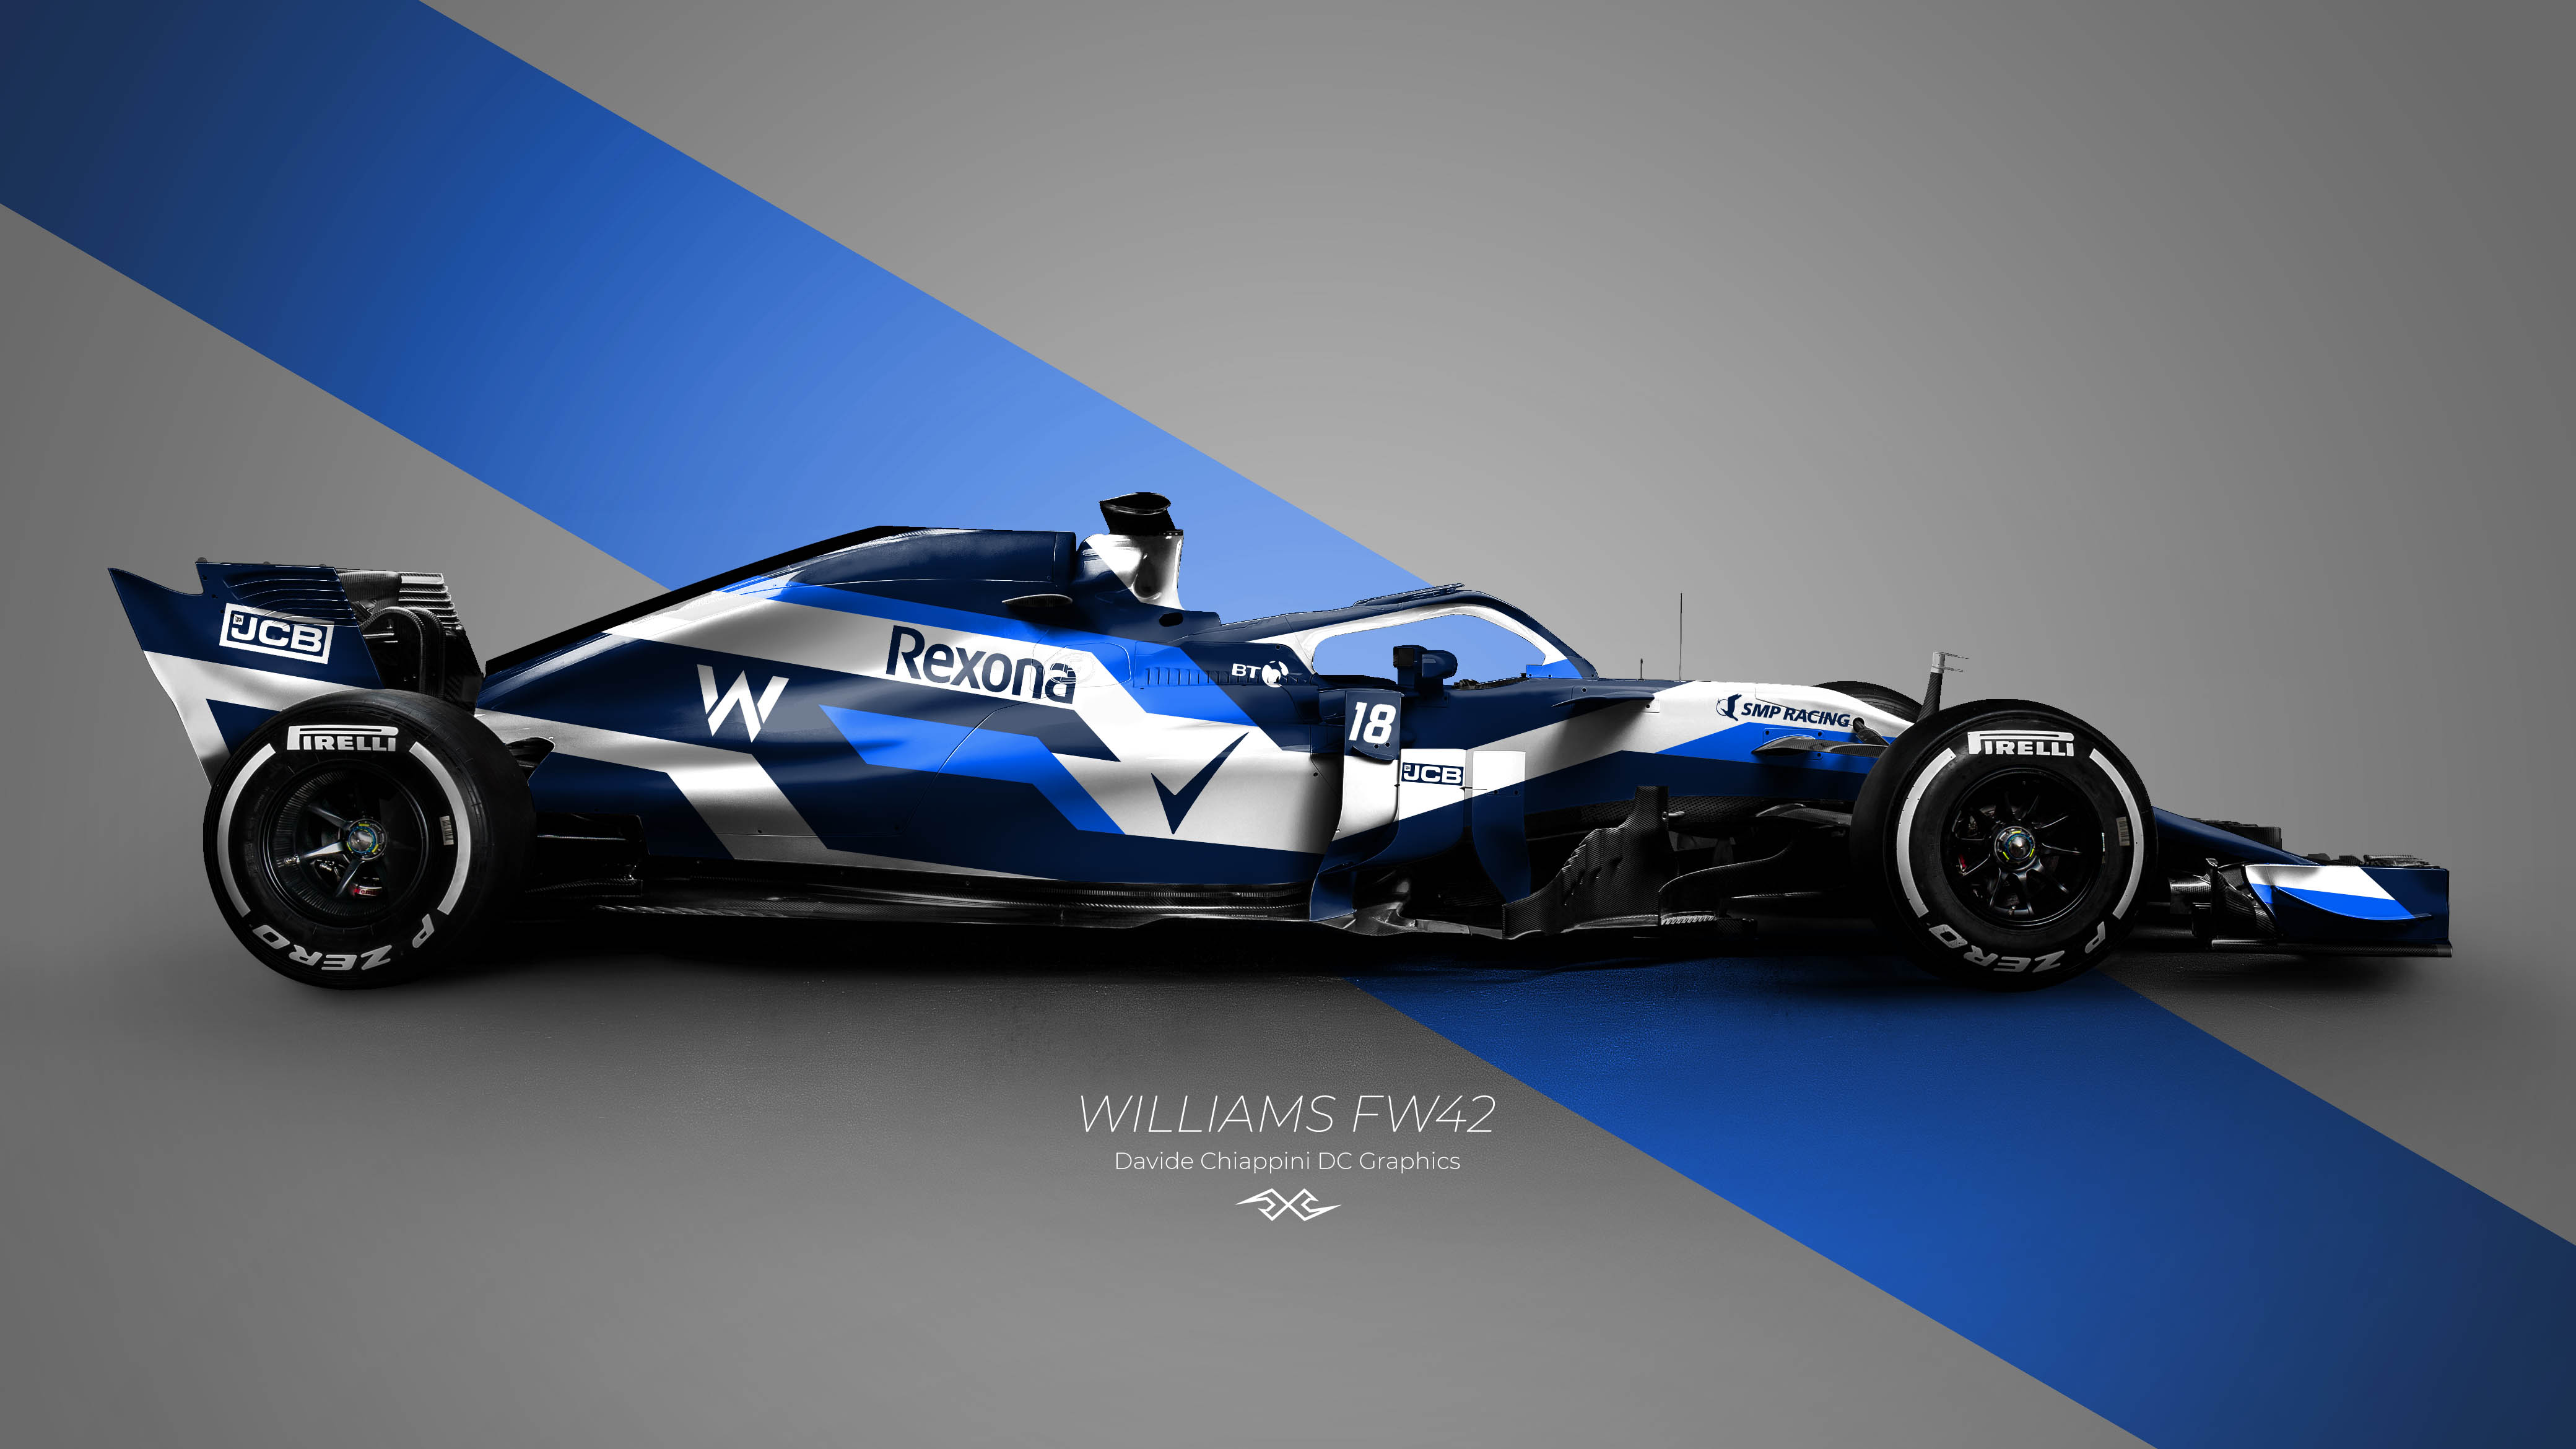 JCB
Rexona
W
BT
18
JCB
SMP RACING
PIRELLI
P ZERO
PIRELLI
P ZERO
WILLIAMS FW42
Davide Chiappini DC Graphics